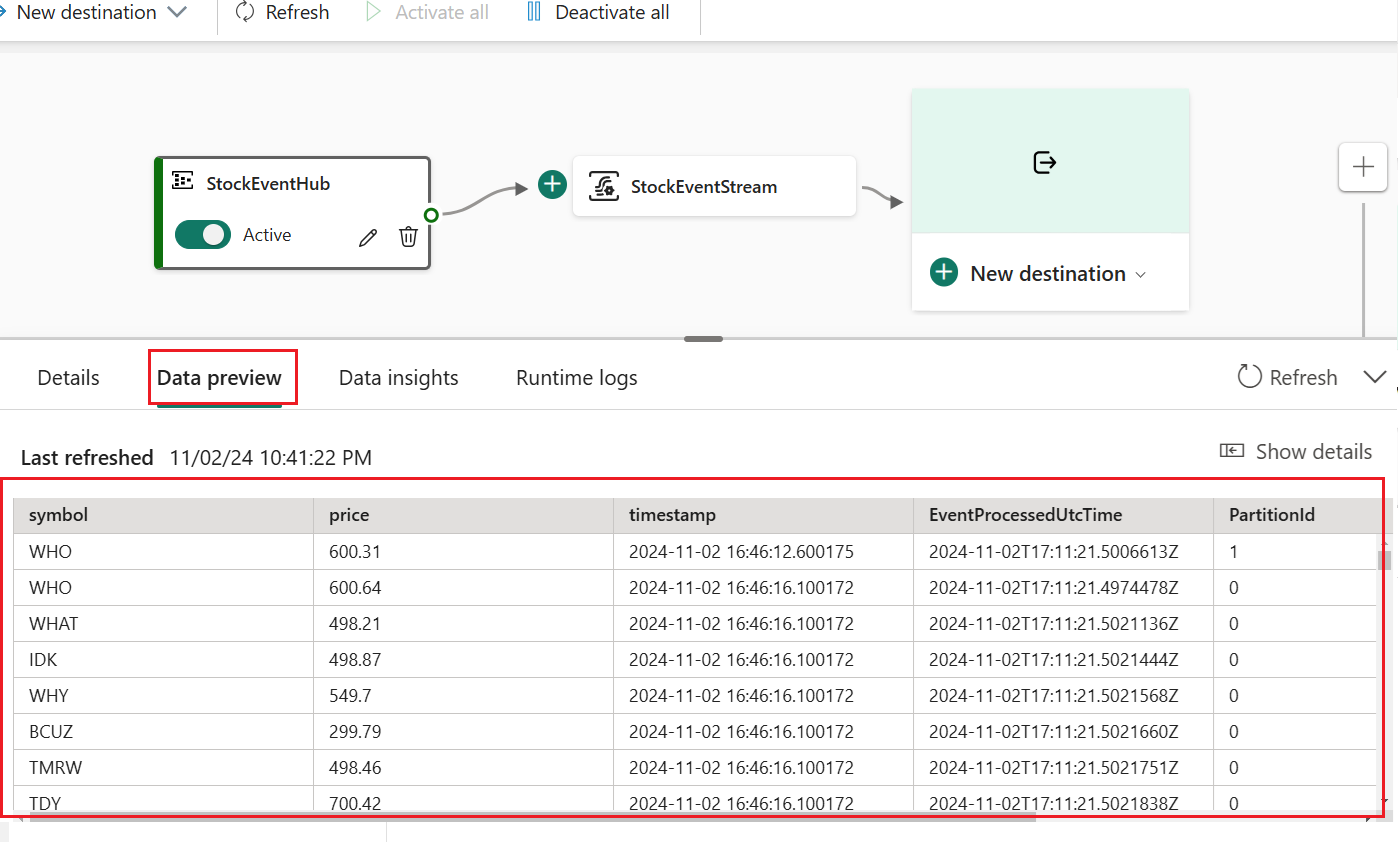 New destination Refresh Activate all Deactivate all
StockEventHub
Active
StockEventStream
New destination
Details Data preview Data insights Runtime logs Refresh
Last refreshed 11/02/24 10:41:22 PM Show details
symbol price timestamp EventProcessedUtcTime PartitionId
WHO 600.31 2024-11-02 16:46:12.600175 2024-11-02T17:11:21.5006613Z 1
WHO 600.64 2024-11-02 16:46:16.100172 2024-11-02T17:11:21.4974478Z 0
WHAT 498.21 2024-11-02 16:46:16.100172 2024-11-02T17:11:21.5021136Z 0
IDK 498.87 2024-11-02 16:46:16.100172 2024-11-02T17:11:21.5021444Z 0
WHY 549.7 2024-11-02 16:46:16.100172 2024-11-02T17:11:21.5021568Z 0
BCUZ 299.79 2024-11-02 16:46:16.100172 2024-11-02T17:11:21.5021660Z 0
TMRW 498.46 2024-11-02 16:46:16.100172 2024-11-02T17:11:21.5021751Z 0
TDY 700.42 2024-11-02 16:46:16.100172 2024-11-02T17:11:21.5021838Z 0